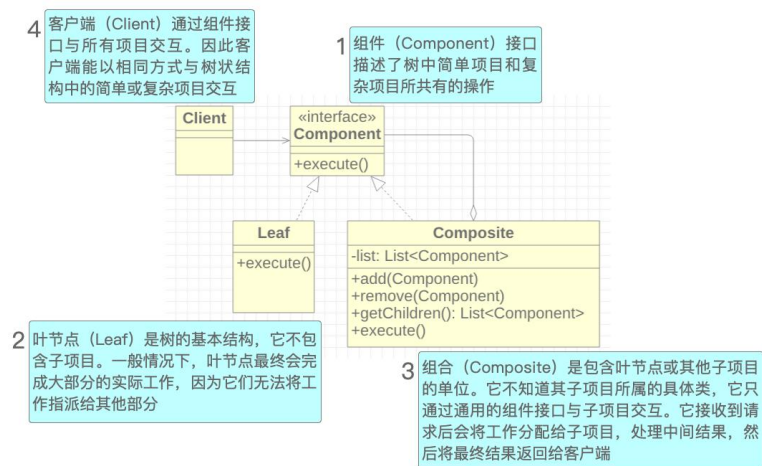 4
客户端（Client）通过组件接
口与所有项目交互。因此客
户端能以相同方式与树状结
构中的简单或复杂项目交互
1
组件（Component）接口
描述了树中简单项目和复
杂项目所共有的操作
Client
«interface»
Component
+execute()
Leaf
+execute()
Composite
-list: List<Component>
+add(Component)
+remove(Component)
+getChildren(): List<Component>
+execute()
2
叶节点（Leaf）是树的基本结构，它不包
含子项目。一般情况下，叶节点最终会完
成大部分的实际工作，因为它们无法将工
作指派给其他部分
3
组合（Composite）是包含叶节点或其他子项目
的单位。它不知道其子项目所属的具体类，它只
通过通用的组件接口与子项目交互。它接收到请
求后会将工作分配给子项目，处理中间结果，然
后将最终结果返回给客户端